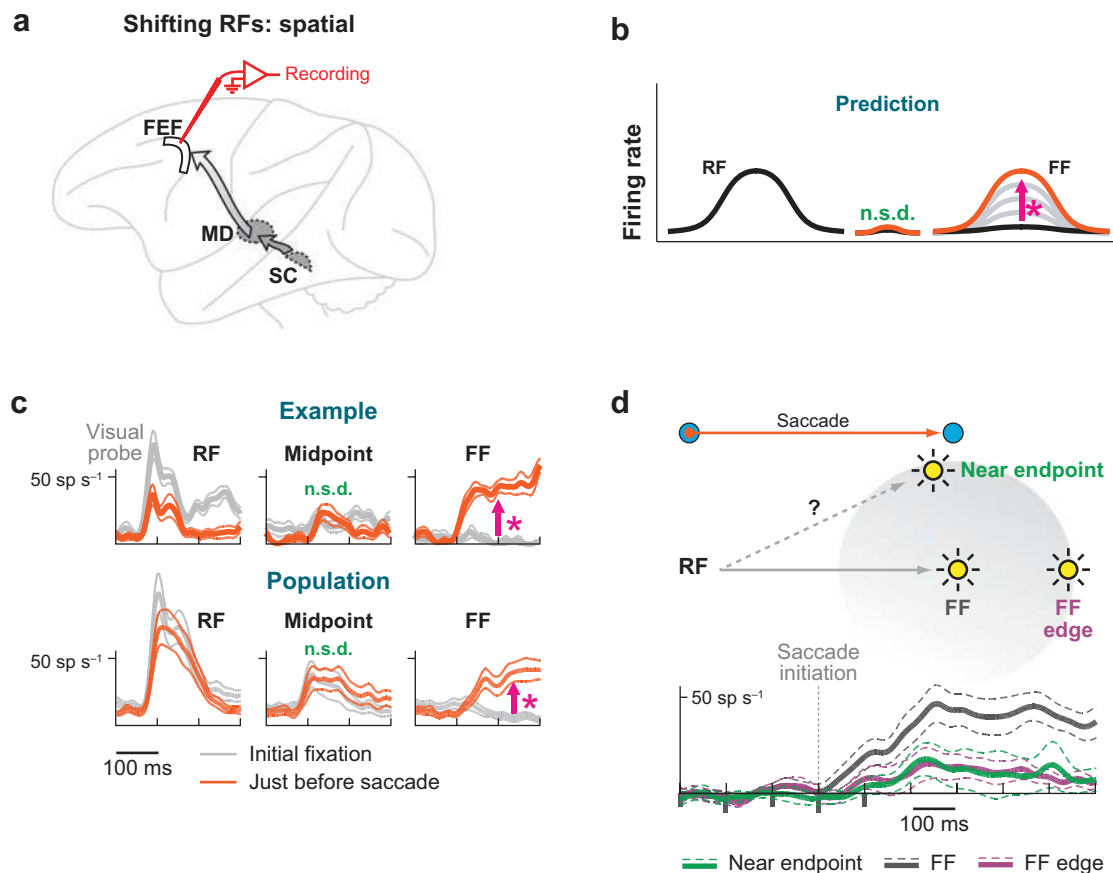 a
Shifting RFs: spatial
Recording
FEF
MD
SC
b
Prediction
Firing rate
RF
n.s.d.
FF
*
c
Example
Visual
probe
RF
Midpoint
FF
50 sp s⁻¹
n.s.d.
*
Population
RF
Midpoint
FF
50 sp s⁻¹
n.s.d.
*
100 ms
Initial fixation
Just before saccade
d
Saccade
Near endpoint
?
RF
FF
FF
edge
Saccade
initiation
50 sp s⁻¹
100 ms
Near endpoint
FF
FF edge